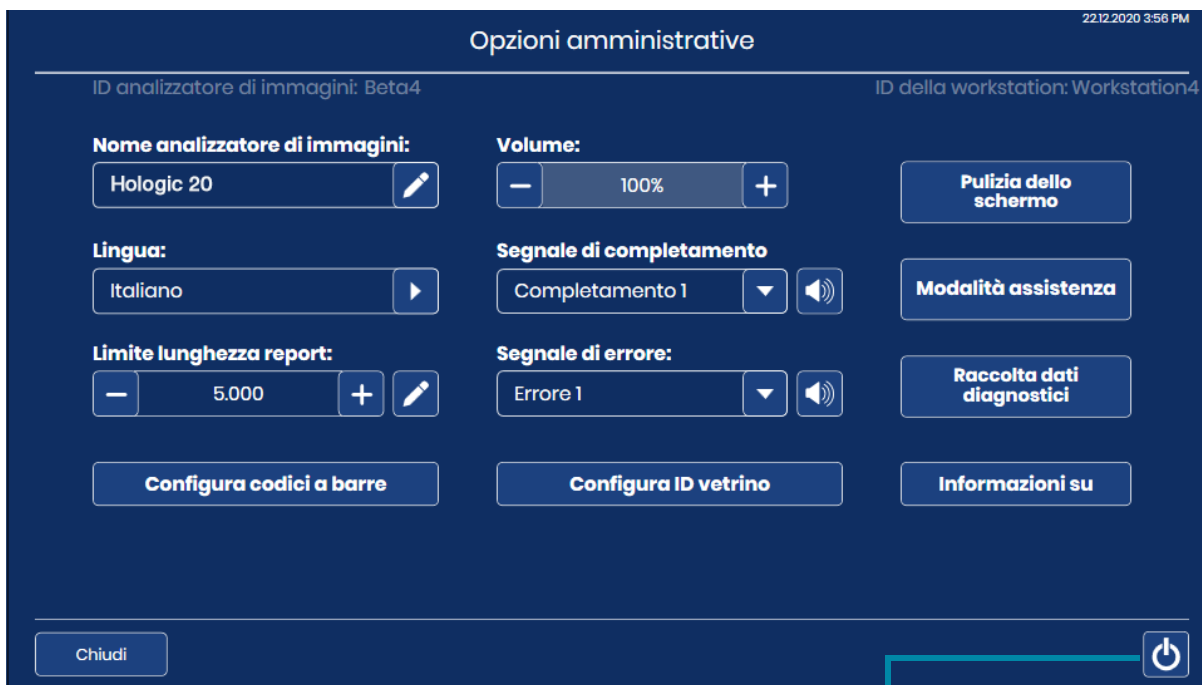 22.12.2020 3:56 PM
Opzioni amministrative
ID analizzatore di immagini: Beta4
ID della workstation: Workstation4
Nome analizzatore di immagini:
Hologic 20
Volume:
100%
Pulizia dello
schermo
Lingua:
Italiano
Segnale di completamento
Completamento 1
Modalità assistenza
Limite lunghezza report:
5.000
Segnale di errore:
Errore 1
Raccolta dati
diagnostici
Configura codici a barre
Configura ID vetrino
Informazioni su
Chiudi